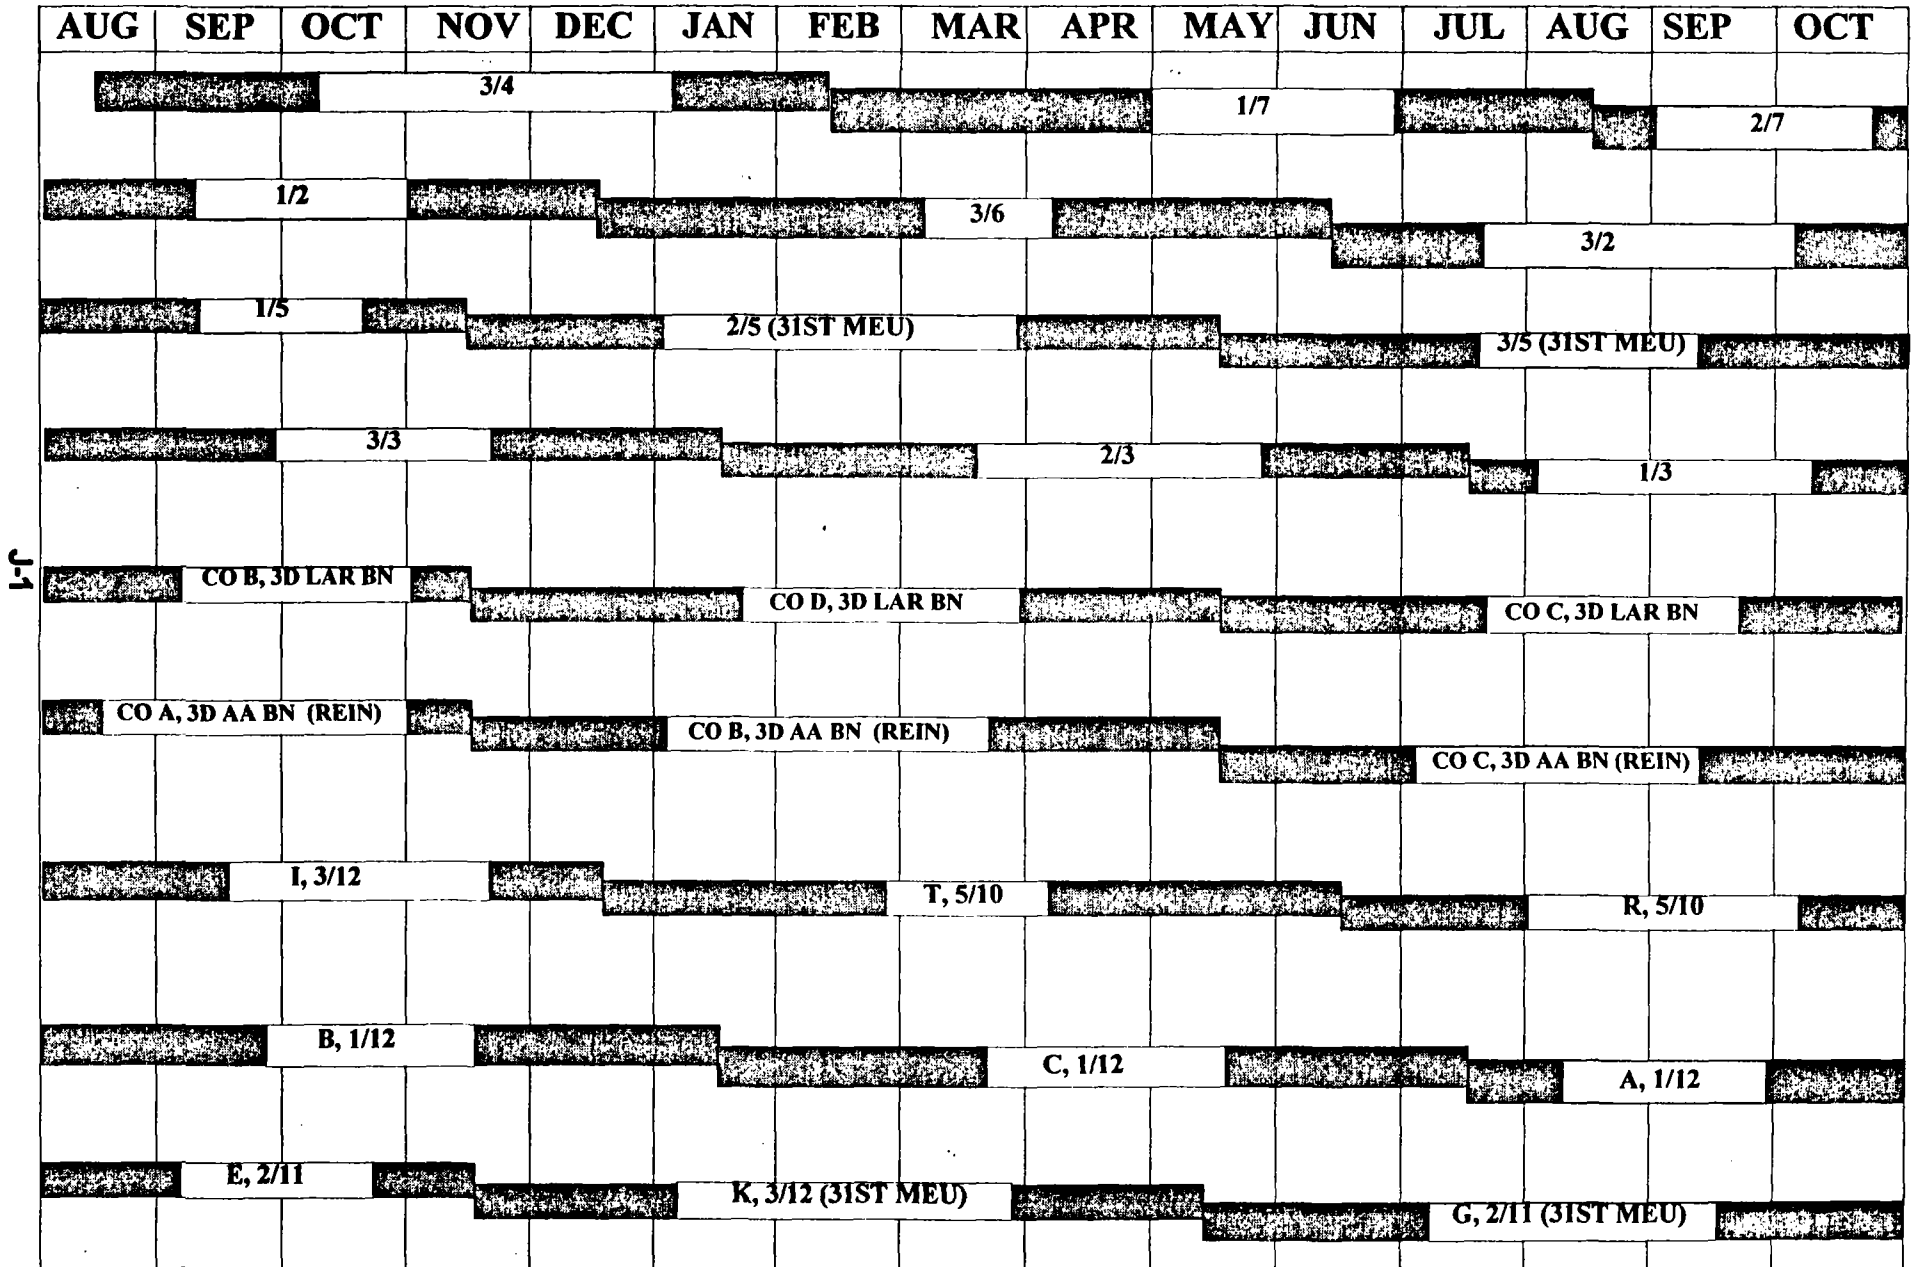 AUG SEP OCT NOV DEC JAN FEB MAR APR MAY JUN JUL AUG SEP OCT
3/4 1/7 2/7
1/2 3/6 3/2
1/5 2/5 (31ST MEU) 3/5 (31ST MEU)
3/3 2/3 1/3
J-1
CO B, 3D LAR BN CO D, 3D LAR BN CO C, 3D LAR BN
CO A, 3D AA BN (REIN) CO B, 3D AA BN (REIN) CO C, 3D AA BN (REIN)
I, 3/12 T, 5/10 R, 5/10
B, 1/12 C, 1/12 A, 1/12
E, 2/11 K, 3/12 (31ST MEU) G, 2/11 (31ST MEU)